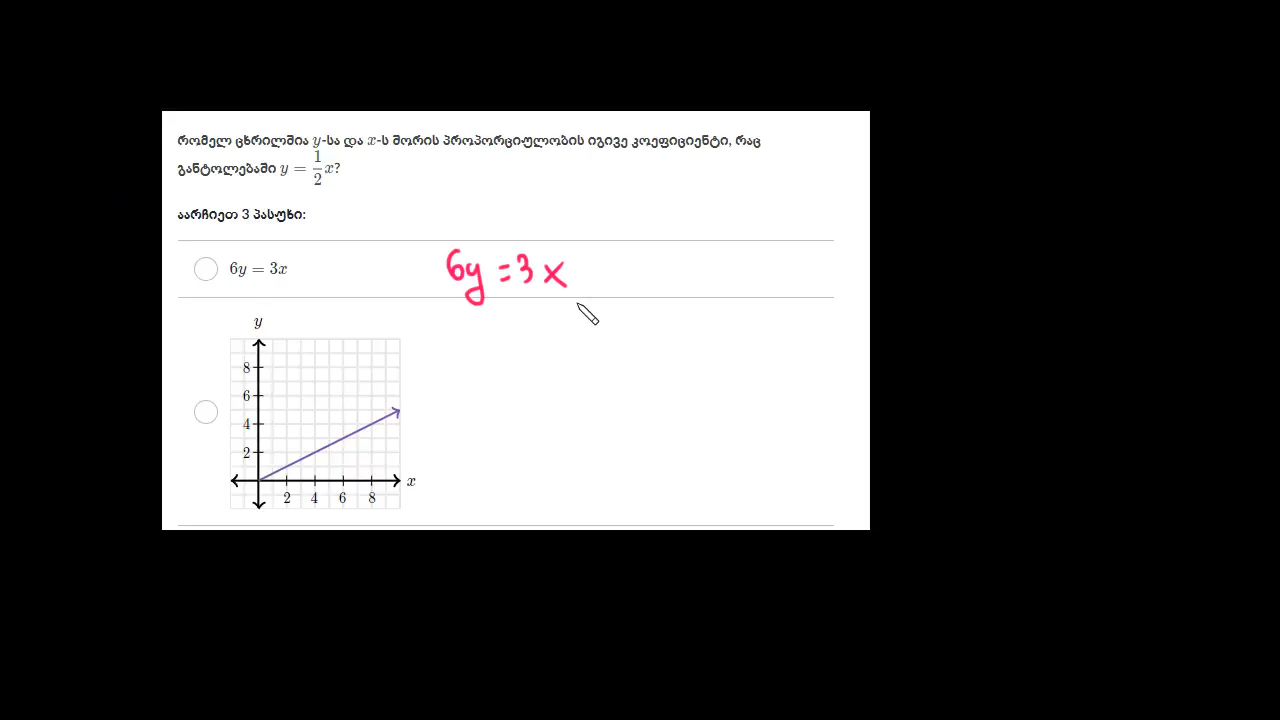 რომელ ცხრილშია y-სა და x-ს შორის პროპორციულობის იგივე კოეფიციენტი, რაც
განტოლებაში y = 1/2 x?
აარჩიეთ 3 პასუხი:
6y = 3x
6y = 3x
y
8
6
4
2
2 4 6 8
x